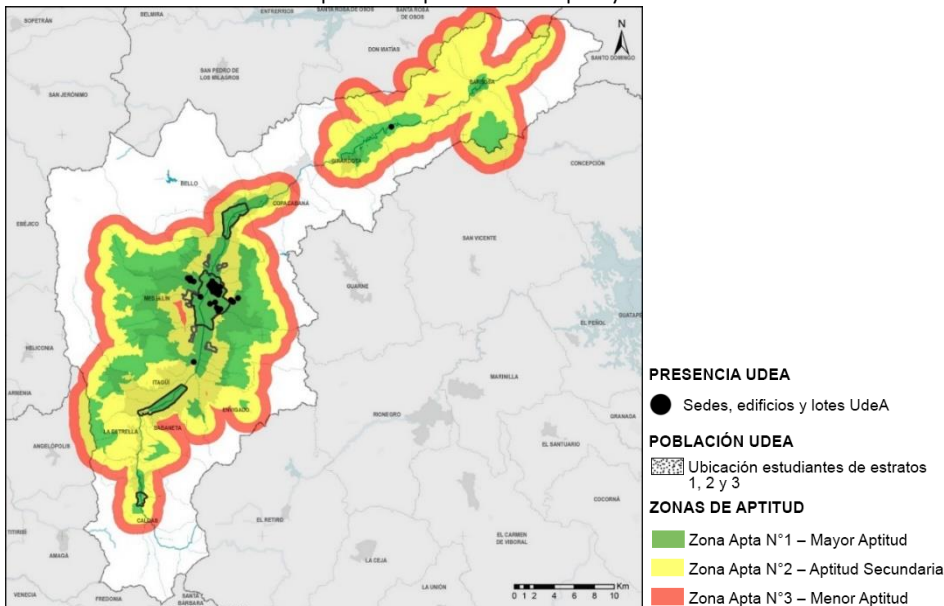 SOPETRÁN
BELMIRA
ENTRERRIOS
SANTA ROSA DE OSOS
SANTA ROSA
DE OSOS
N
DON MATÍAS
SANTO DOMINGO
SAN PEDRO DE
LOS MILAGROS
SAN JERÓNIMO
BARBOSA
GIRARDOTA
CONCEPCIÓN
BELLO
COPACABANA
EBÉJICO
SAN VICENTE
GUARNE
MEDELLÍN
GUATAPÉ
EL PEÑOL
HELICONIA
MARINILLA
ITAGÜÍ
ARMENIA
ENVIGADO
RIONEGRO
GRANADA
LA ESTRELLA
SABANETA
ANGELÓPOLIS
EL SANTUARIO
COCORNÁ
CALDAS
EL RETIRO
TITIRIBÍ
EL CARMEN
DE VIBORAL
AMAGÁ
LA CEJA
LA UNIÓN
VENECIA
FREDONIA
SANTA
BÁRBARA
Km
0 1 2 4 6 8 10
PRESENCIA UDEA
Sedes, edificios y lotes UdeA
POBLACIÓN UDEA
Ubicación estudiantes de estratos
1, 2 y 3
ZONAS DE APTITUD
Zona Apta N°1 – Mayor Aptitud
Zona Apta N°2 – Aptitud Secundaria
Zona Apta N°3 – Menor Aptitud